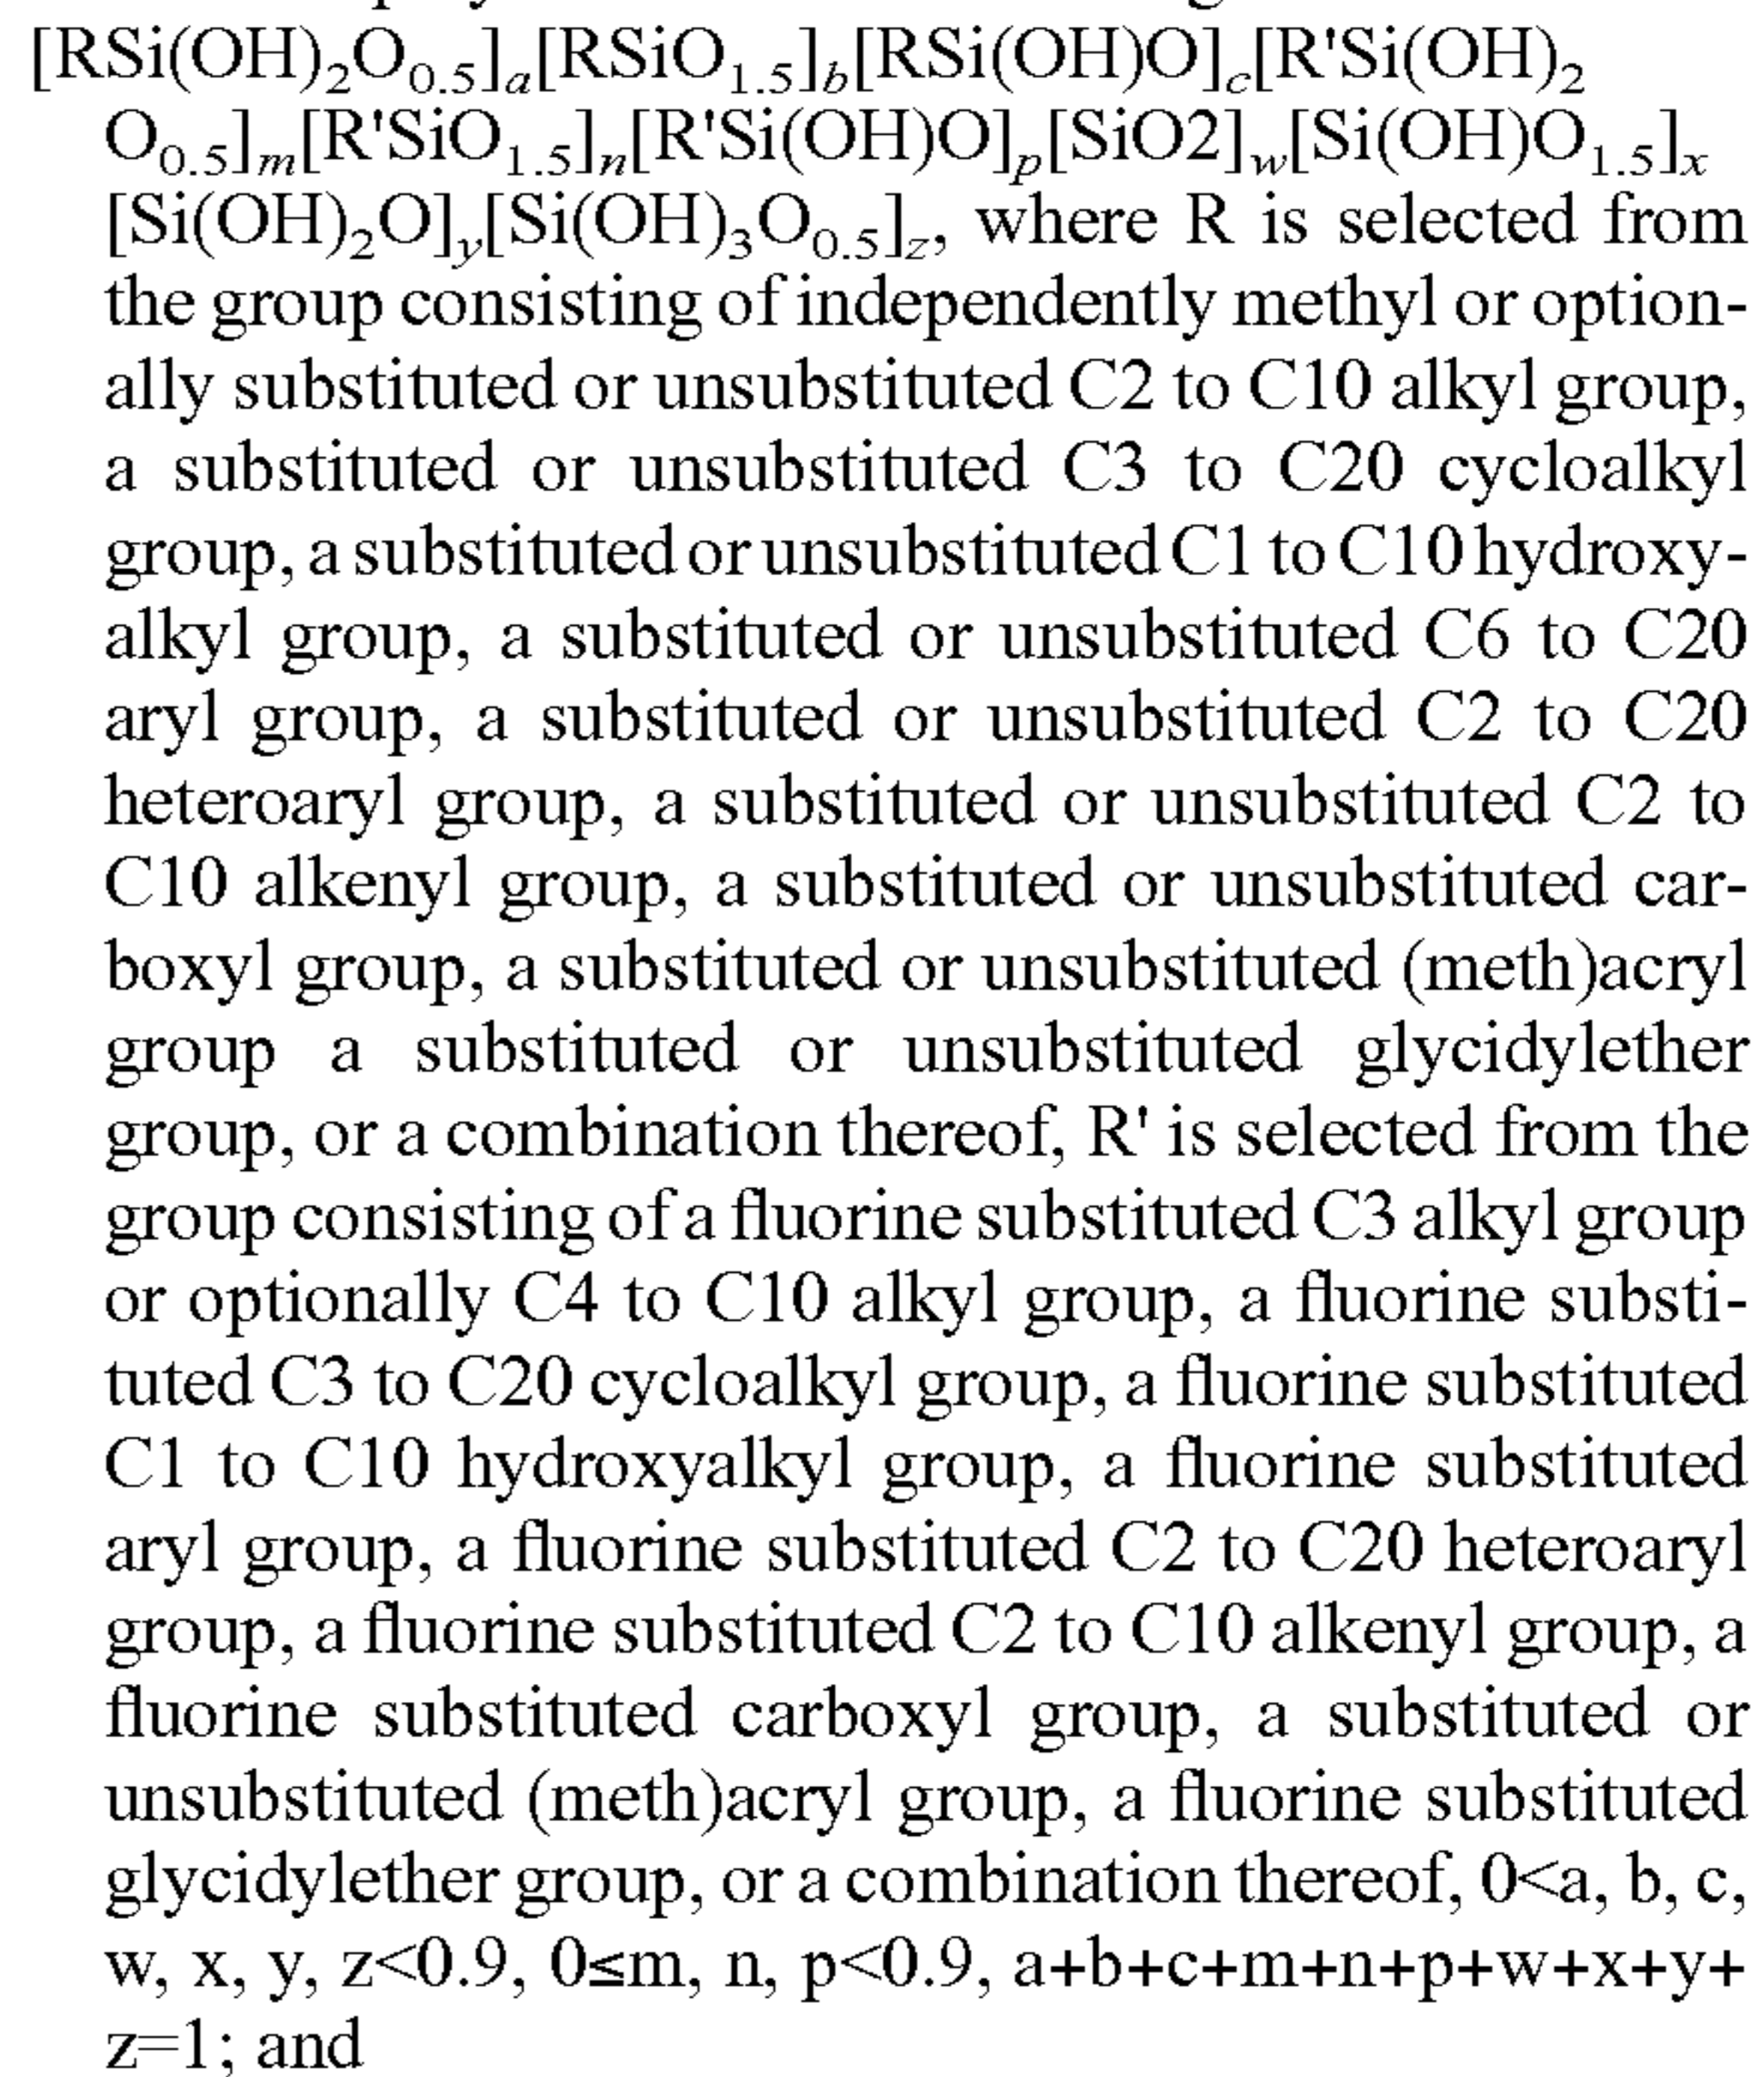 [RSi(OH)₂O₀.₅]ₐ[RSiO₁.₅]b[RSi(OH)O]c[R'Si(OH)₂
O₀.₅]ₘ[R'SiO₁.₅]ₙ[R'Si(OH)O]ₚ[SiO2]w[Si(OH)O₁.₅]ₓ
[Si(OH)₂O]y[Si(OH)₃O₀.₅]z, where R is selected from
the group consisting of independently methyl or option-
ally substituted or unsubstituted C2 to C10 alkyl group,
a substituted or unsubstituted C3 to C20 cycloalkyl
group, a substituted or unsubstituted C1 to C10 hydroxy-
alkyl group, a substituted or unsubstituted C6 to C20
aryl group, a substituted or unsubstituted C2 to C20
heteroaryl group, a substituted or unsubstituted C2 to
C10 alkenyl group, a substituted or unsubstituted car-
boxyl group, a substituted or unsubstituted (meth)acryl
group a substituted or unsubstituted glycidylether
group, or a combination thereof, R' is selected from the
group consisting of a fluorine substituted C3 alkyl group
or optionally C4 to C10 alkyl group, a fluorine substi-
tuted C3 to C20 cycloalkyl group, a fluorine substituted
C1 to C10 hydroxyalkyl group, a fluorine substituted
aryl group, a fluorine substituted C2 to C20 heteroaryl
group, a fluorine substituted C2 to C10 alkenyl group, a
fluorine substituted carboxyl group, a substituted or
unsubstituted (meth)acryl group, a fluorine substituted
glycidylether group, or a combination thereof, 0<a, b, c,
w, x, y, z<0.9, 0≤m, n, p<0.9, a+b+c+m+n+p+w+x+y+
z=1; and